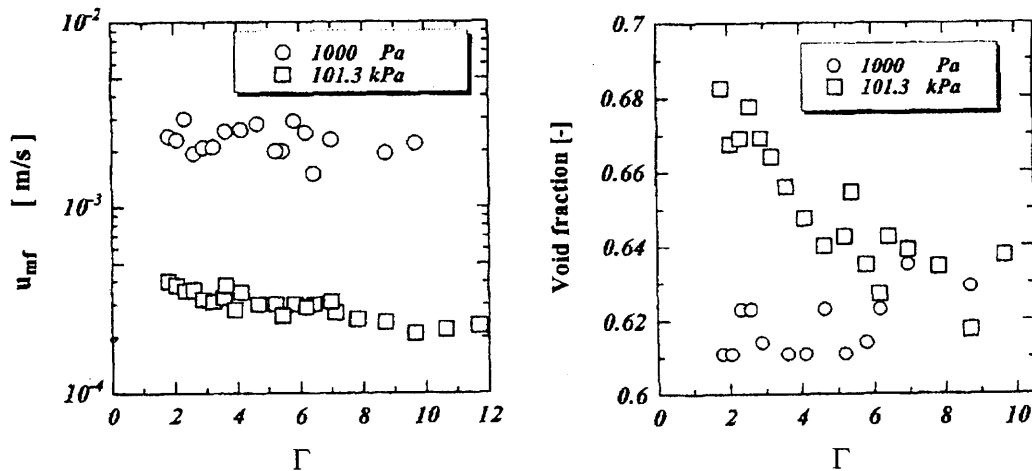 10⁻²
10⁻³
10⁻⁴
u_mf [ m/s ]
○ 1000 Pa
□ 101.3 kPa
0 2 4 6 8 10 12
Γ
0.7
0.68
0.66
0.64
0.62
0.6
Void fraction [-]
○ 1000 Pa
□ 101.3 kPa
0 2 4 6 8 10
Γ